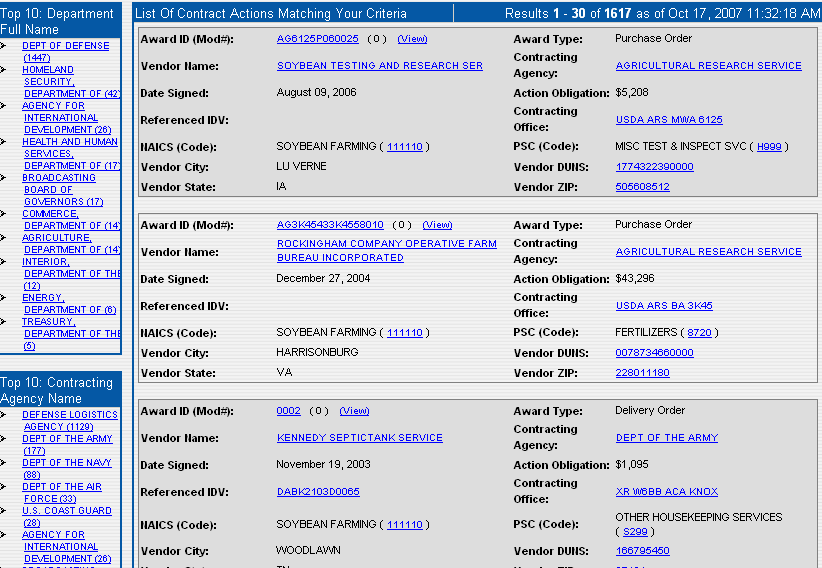 Top 10: Department
Full Name
DEPT OF DEFENSE
(1447)
HOMELAND
SECURITY,
DEPARTMENT OF (42)
AGENCY FOR
INTERNATIONAL
DEVELOPMENT (26)
HEALTH AND HUMAN
SERVICES,
DEPARTMENT OF (17)
BROADCASTING
BOARD OF
GOVERNORS (17)
COMMERCE,
DEPARTMENT OF (14)
AGRICULTURE,
DEPARTMENT OF (14)
INTERIOR,
DEPARTMENT OF THE
(12)
ENERGY,
DEPARTMENT OF (6)
TREASURY,
DEPARTMENT OF THE
(5)
Top 10: Contracting
Agency Name
DEFENSE LOGISTICS
AGENCY (1129)
DEPT OF THE ARMY
(177)
DEPT OF THE NAVY
(88)
DEPT OF THE AIR
FORCE (33)
U.S. COAST GUARD
(28)
AGENCY FOR
INTERNATIONAL
DEVELOPMENT (26)
List Of Contract Actions Matching Your Criteria Results 1 - 30 of 1617 as of Oct 17, 2007 11:32:18 AM
Award ID (Mod#): AG6125P060025 ( 0 ) (View) Award Type: Purchase Order
Vendor Name: SOYBEAN TESTING AND RESEARCH SER Contracting Agency: AGRICULTURAL RESEARCH SERVICE
Date Signed: August 09, 2006 Action Obligation: $5,208
Referenced IDV: Contracting Office: USDA ARS MWA 6125
NAICS (Code): SOYBEAN FARMING ( 111110 ) PSC (Code): MISC TEST & INSPECT SVC ( H999 )
Vendor City: LU VERNE Vendor DUNS: 1774322390000
Vendor State: IA Vendor ZIP: 505608512
Award ID (Mod#): AG3K45433K4558010 ( 0 ) (View) Award Type: Purchase Order
Vendor Name: ROCKINGHAM COMPANY OPERATIVE FARM BUREAU INCORPORATED Contracting Agency: AGRICULTURAL RESEARCH SERVICE
Date Signed: December 27, 2004 Action Obligation: $43,296
Referenced IDV: Contracting Office: USDA ARS BA 3K45
NAICS (Code): SOYBEAN FARMING ( 111110 ) PSC (Code): FERTILIZERS ( 8720 )
Vendor City: HARRISONBURG Vendor DUNS: 0078734660000
Vendor State: VA Vendor ZIP: 228011180
Award ID (Mod#): 0002 ( 0 ) (View) Award Type: Delivery Order
Vendor Name: KENNEDY SEPTICTANK SERVICE Contracting Agency: DEPT OF THE ARMY
Date Signed: November 19, 2003 Action Obligation: $1,095
Referenced IDV: DABK2103D0065 Contracting Office: XR W6BB ACA KNOX
NAICS (Code): SOYBEAN FARMING ( 111110 ) PSC (Code): OTHER HOUSEKEEPING SERVICES ( S299 )
Vendor City: WOODLAWN Vendor DUNS: 166795450